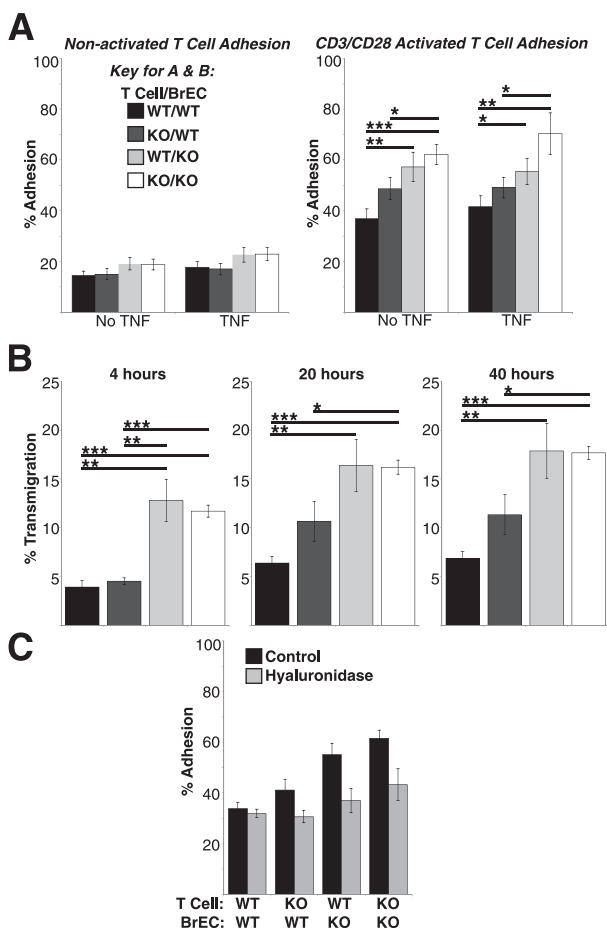 A
Non-activated T Cell Adhesion
CD3/CD28 Activated T Cell Adhesion
Key for A & B:
T Cell/BrEC
WT/WT
KO/WT
WT/KO
KO/KO
% Adhesion
100
80
60
40
20
No TNF
TNF
% Adhesion
100
80
60
40
20
*
***
**
*
**
*
No TNF
TNF
B
4 hours
20 hours
40 hours
% Transmigration
25
20
15
10
5
***
**
***
**
25
20
15
10
5
*
***
**
25
20
15
10
5
*
***
**
C
Control
Hyaluronidase
% Adhesion
100
80
60
40
20
T Cell: WT KO WT KO
BrEC: WT WT KO KO